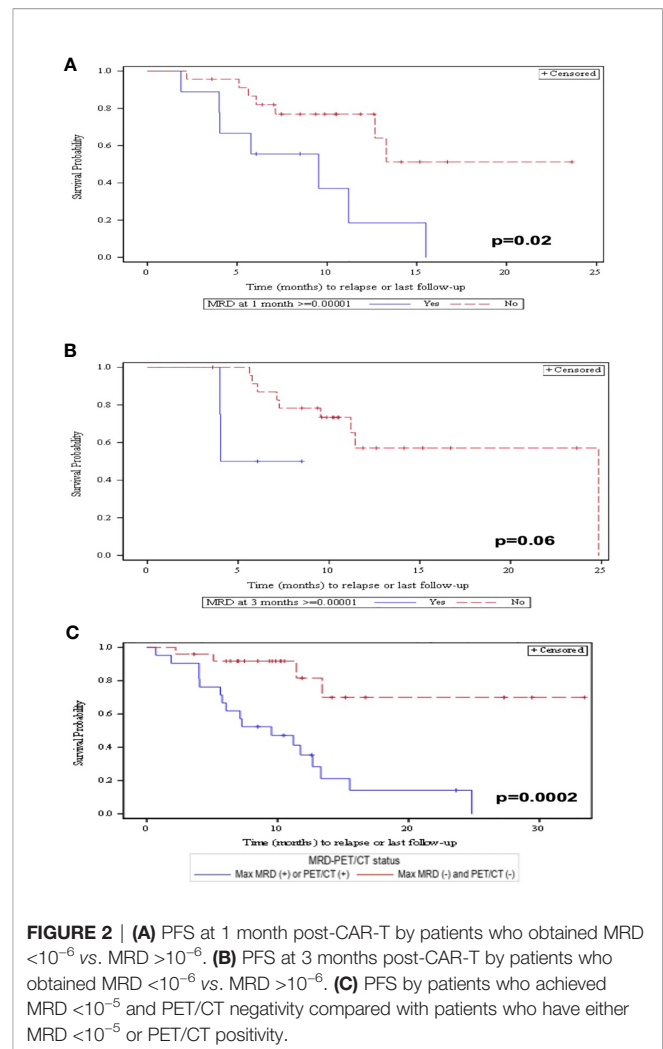 A
+ Censored
1.0
0.8
0.6
0.4
0.2
0.0
Survival Probability
p=0.02
0 5 10 15 20 25
Time (months) to relapse or last follow-up
MRD at 1 month >=0.00001 Yes No
B
+ Censored
1.0
0.8
0.6
0.4
0.2
0.0
Survival Probability
p=0.06
0 5 10 15 20 25
Time (months) to relapse or last follow-up
MRD at 3 months >=0.00001 Yes No
C
+ Censored
1.0
0.8
0.6
0.4
0.2
0.0
Survival Probability
p=0.0002
0 10 20 30
Time (months) to relapse or last follow-up
MRD-PET/CT status
Max MRD (+) or PET/CT (+) Max MRD (-) and PET/CT (-)
FIGURE 2 | (A) PFS at 1 month post-CAR-T by patients who obtained MRD
<10⁻⁶ vs. MRD >10⁻⁶. (B) PFS at 3 months post-CAR-T by patients who
obtained MRD <10⁻⁶ vs. MRD >10⁻⁶. (C) PFS by patients who achieved
MRD <10⁻⁵ and PET/CT negativity compared with patients who have either
MRD <10⁻⁵ or PET/CT positivity.